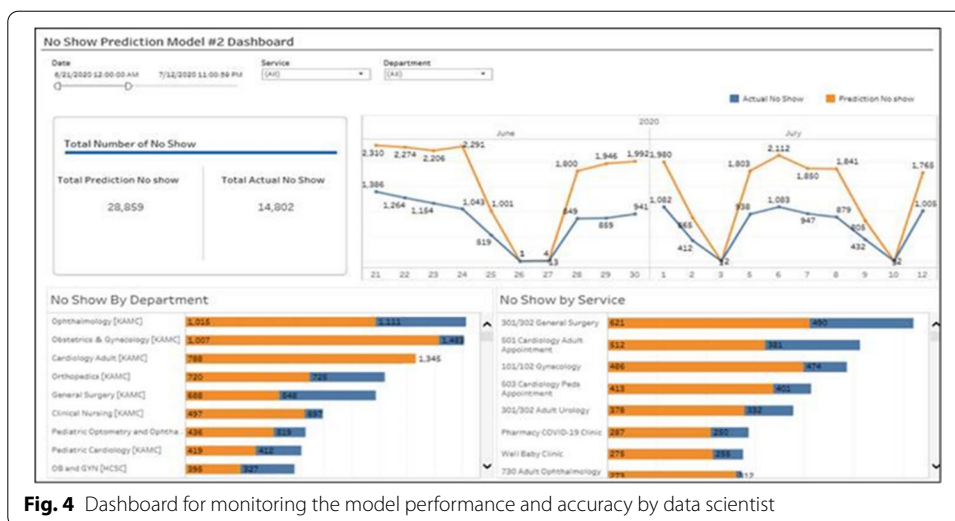 No Show Prediction Model #2 Dashboard
Date
6/21/2020 12:00:00 AM 7/12/2020 11:00:59 PM
Service
(All)
Department
(All)
Actual No Show Prediction No show
Total Number of No Show
Total Prediction No show Total Actual No Show
28,859 14,802
2020
June July
2,310 2,274 2,206 2,291 1,001 1 4 1,800 1,946 1,992 1,980 1,803 2,112 1,850 1,841 805 1,765
1,386 1,264 1,154 1,043 519 13 849 859 941 1,082 412 938 1,083 947 879 432 1,005
21 22 23 24 25 26 27 28 29 30 1 2 3 5 6 7 8 9 10 12
No Show By Department
Ophthalmology [KAMC] 1,015 1,111
Obstetrics & Gynecology [KAMC] 1,007 1,483
Cardiology Adult [KAMC] 788 1,345
Orthopedics [KAMC] 720 725
General Surgery [KAMC] 688 848
Clinical Nursing [KAMC] 497 697
Pediatric Optometry and Ophtha.. 436 519
Pediatric Cardiology [KAMC] 419 412
OB and GYN [HCSC] 395 327
No Show by Service
301/302 General Surgery 621 490
501 Cardiology Adult
Appointment 512 381
101/102 Gynecology 486 474
603 Cardiology Peds
Appointment 413 401
301/302 Adult Urology 376 332
Pharmacy COVID-19 Clinic 287 250
Well Baby Clinic 275 255
730 Adult Ophthalmology
Fig. 4 Dashboard for monitoring the model performance and accuracy by data scientist